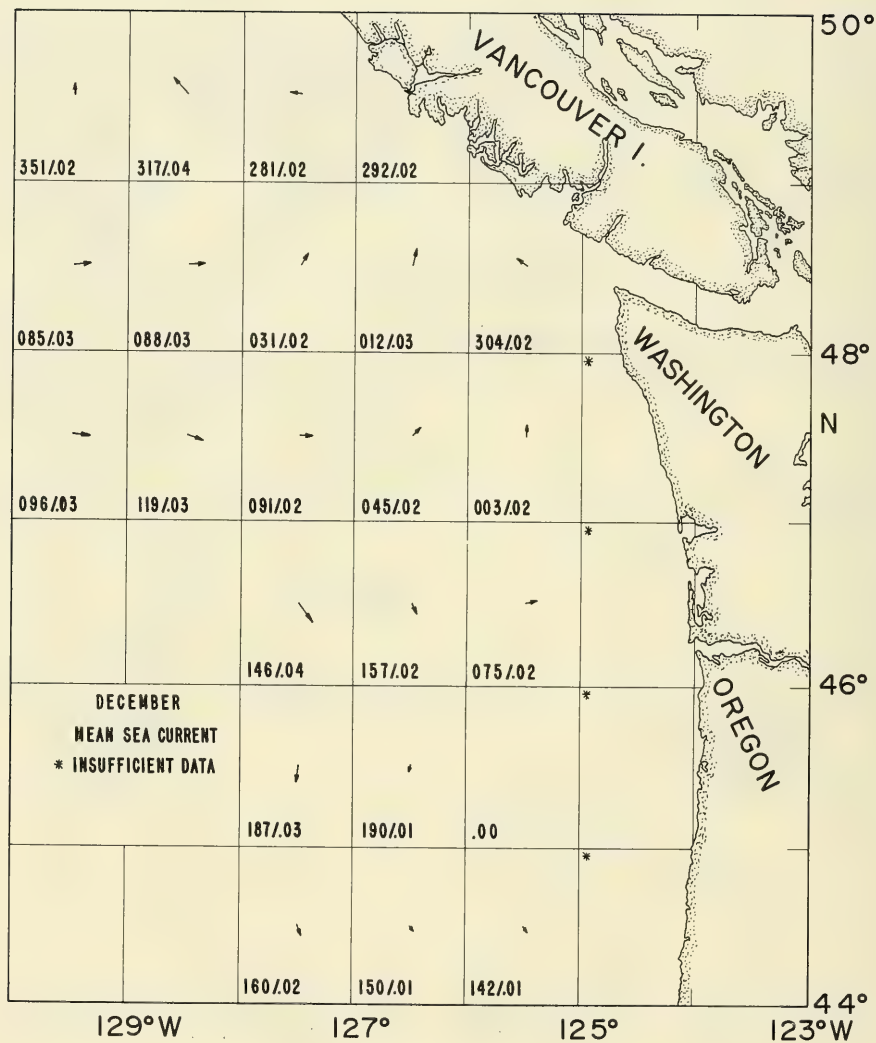 50°
VANCOUVER I.
351/.02 317/.04 281/.02 292/.02
085/.03 088/.03 031/.02 012/.03 304/.02
48°
*
WASHINGTON
N
096/.03 119/.03 091/.02 045/.02 003/.02
*
146/.04 157/.02 075/.02
46°
*
OREGON
DECEMBER
MEAN SEA CURRENT
* INSUFFICIENT DATA
187/.03 190/.01 .00
*
160/.02 150/.01 142/.01
44°
129°W 127° 125° 123°W